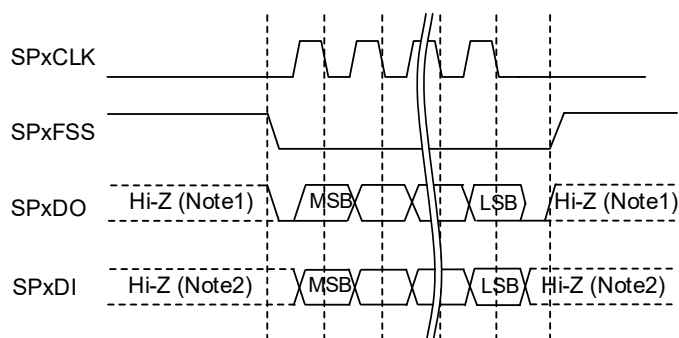 SPxCLK
SPxFSS
SPxDO Hi-Z (Note1) MSB LSB Hi-Z (Note1)
SPxDI Hi-Z (Note2) MSB LSB Hi-Z (Note2)